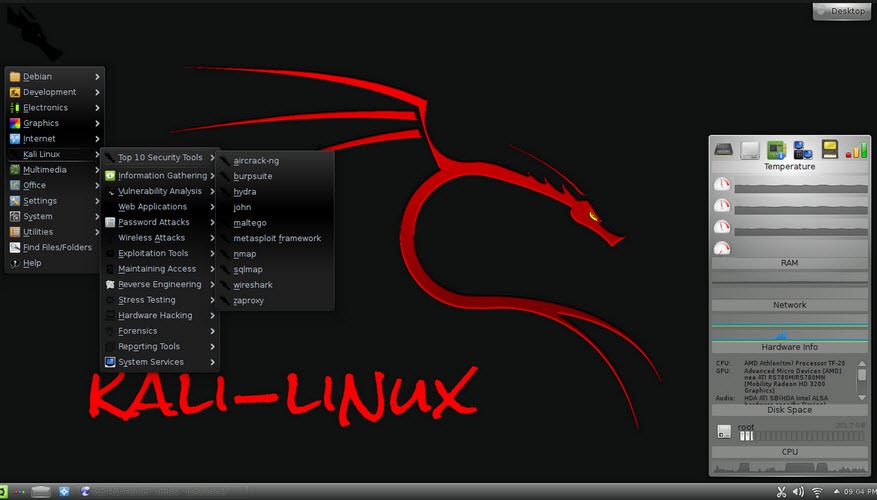 Desktop
Debian
Development
Electronics
Graphics
Internet
Kali Linux
Multimedia
Office
Settings
System
Utilities
Find Files/Folders
Help
Top 10 Security Tools
Information Gathering
Vulnerability Analysis
Web Applications
Password Attacks
Wireless Attacks
Exploitation Tools
Maintaining Access
Reverse Engineering
Stress Testing
Hardware Hacking
Forensics
Reporting Tools
System Services
aircrack-ng
burpsuite
hydra
john
maltego
metasploit framework
nmap
sqlmap
wireshark
zaproxy
KALI-LINUX
Temperature
RAM
Network
Hardware Info
CPU: AMD Athlon(tm) Processor TF-20
GPU: Advanced Micro Devices [AMD]
nee ATI RS780M/RS780MN
[Mobility Radeon HD 3200
Graphics]
Audio: HDA ATI SB(HDA Intel ALSA
Disk Space
root
CPU
09:04 PM